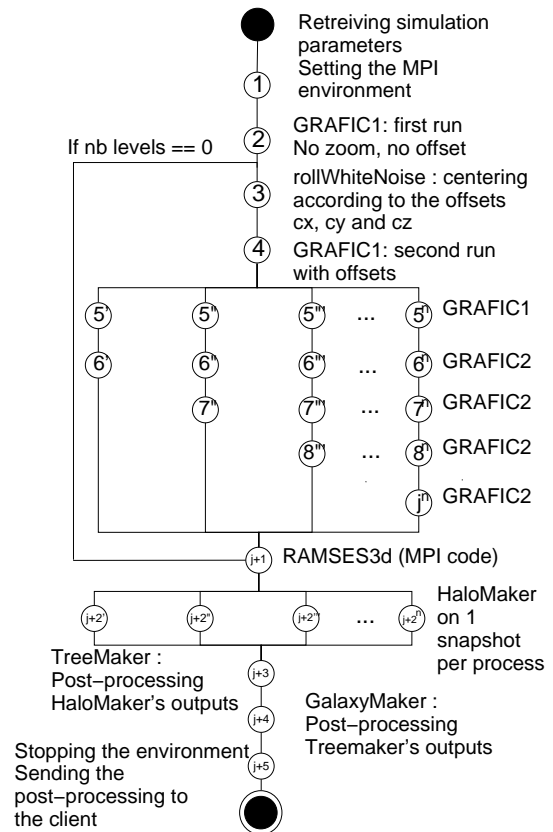 Retreiving simulation
parameters
Setting the MPI
environment
1
2
GRAFIC1: first run
No zoom, no offset
If nb levels == 0
3
rollWhiteNoise : centering
according to the offsets
cx, cy and cz
4
GRAFIC1: second run
with offsets
5' 5'' 5''' ... 5n GRAFIC1
6' 6'' 6''' ... 6n GRAFIC2
7'' 7''' ... 7n GRAFIC2
8''' ... 8n GRAFIC2
jn GRAFIC2
j+1 RAMSES3d (MPI code)
j+2' j+2'' j+2''' ... j+2n
HaloMaker
on 1
snapshot
per process
TreeMaker :
Post−processing
HaloMaker's outputs
j+3
j+4
GalaxyMaker :
Post−processing
Treemaker's outputs
j+5
Stopping the environment
Sending the
post−processing to
the client